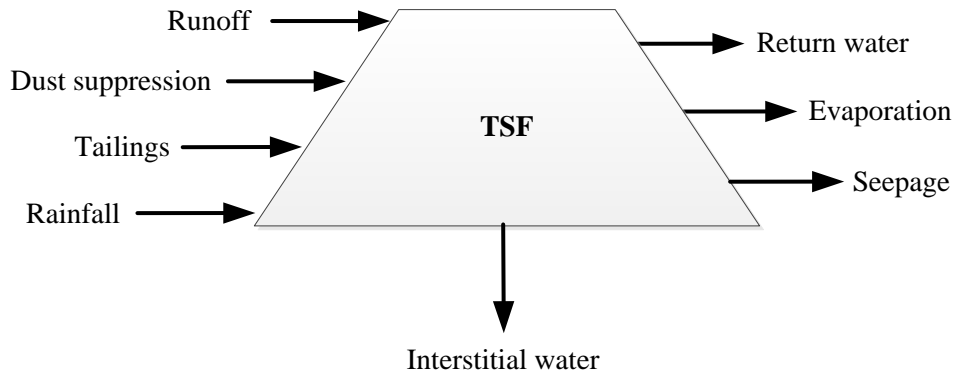 Runoff
Dust suppression
Tailings
Rainfall
TSF
Return water
Evaporation
Seepage
Interstitial water